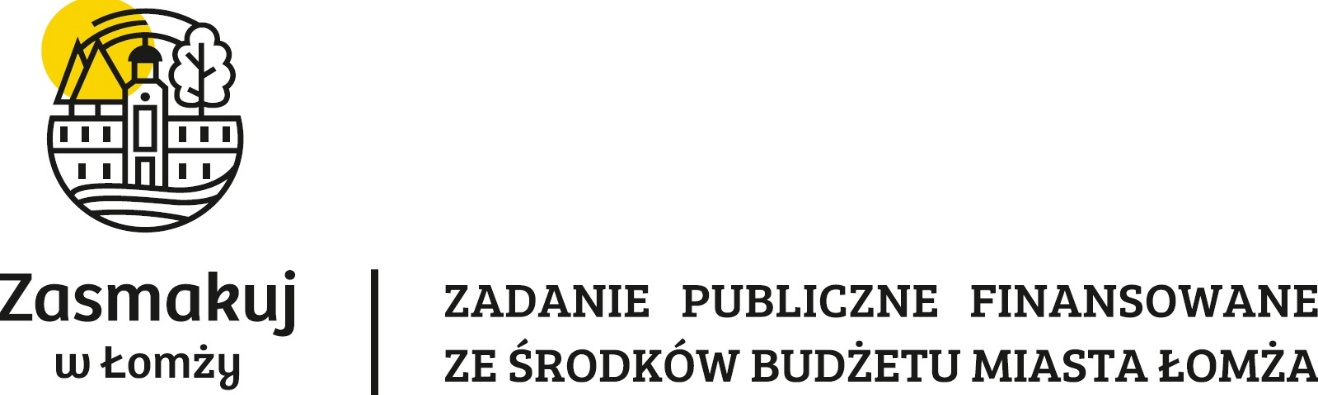 Zasmakuj
w Łomży
ZADANIE PUBLICZNE FINANSOWANE
ZE ŚRODKÓW BUDŻETU MIASTA ŁOMŻA